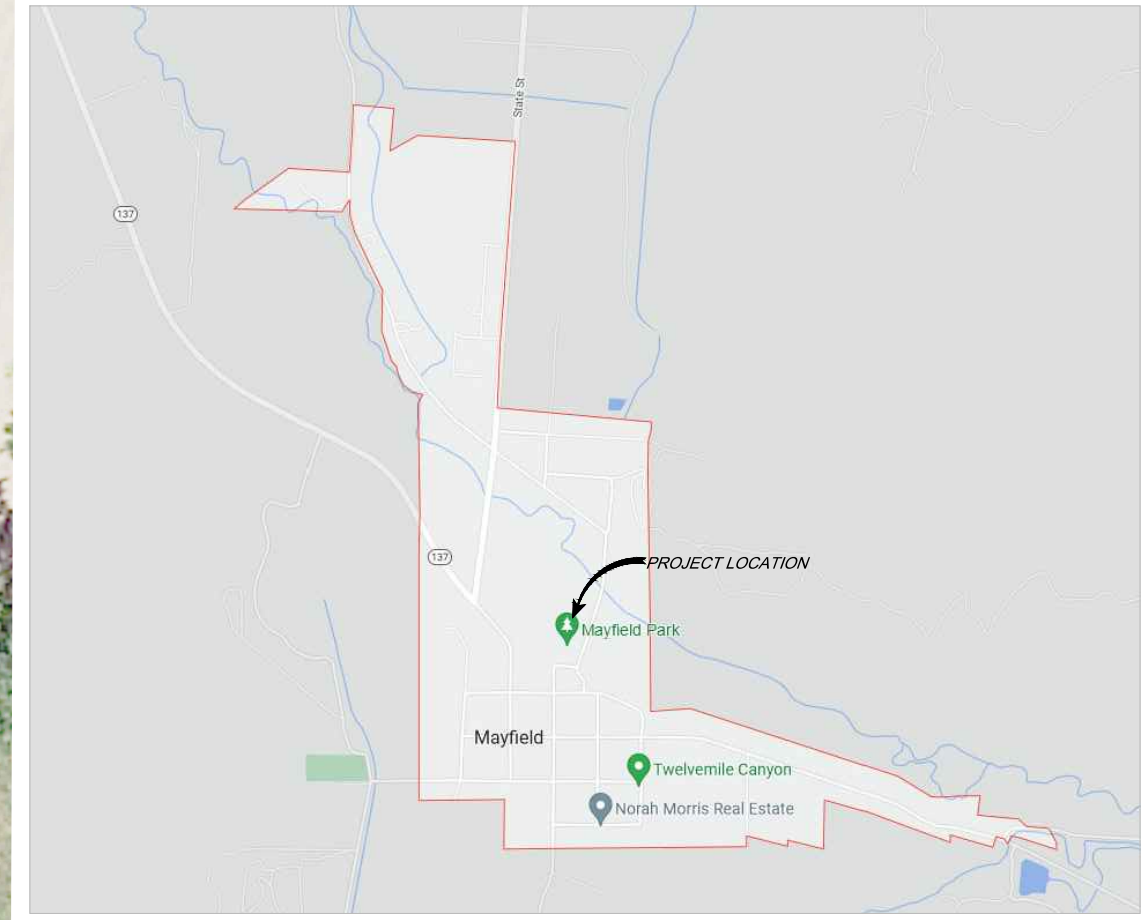 State St
137
137
PROJECT LOCATION
Mayfield Park
Mayfield
Twelvemile Canyon
Norah Morris Real Estate